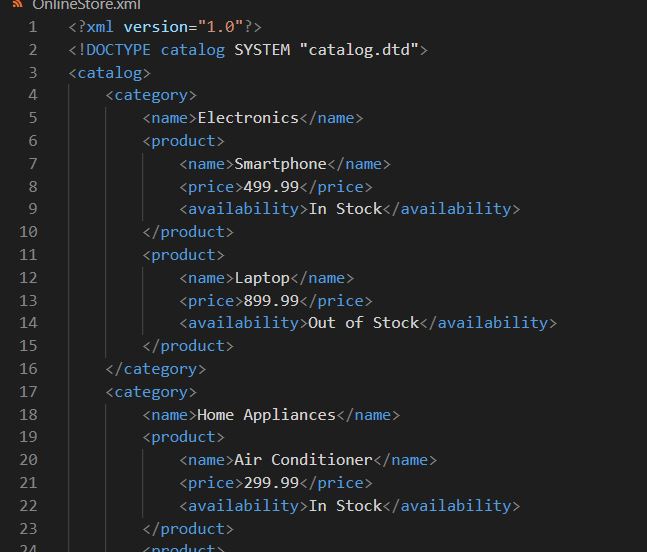 OnlineStore.xml
1 <?xml version="1.0"?>
2 <!DOCTYPE catalog SYSTEM "catalog.dtd">
3 <catalog>
4 <category>
5 <name>Electronics</name>
6 <product>
7 <name>Smartphone</name>
8 <price>499.99</price>
9 <availability>In Stock</availability>
10 </product>
11 <product>
12 <name>Laptop</name>
13 <price>899.99</price>
14 <availability>Out of Stock</availability>
15 </product>
16 </category>
17 <category>
18 <name>Home Appliances</name>
19 <product>
20 <name>Air Conditioner</name>
21 <price>299.99</price>
22 <availability>In Stock</availability>
23 </product>
24 <product>